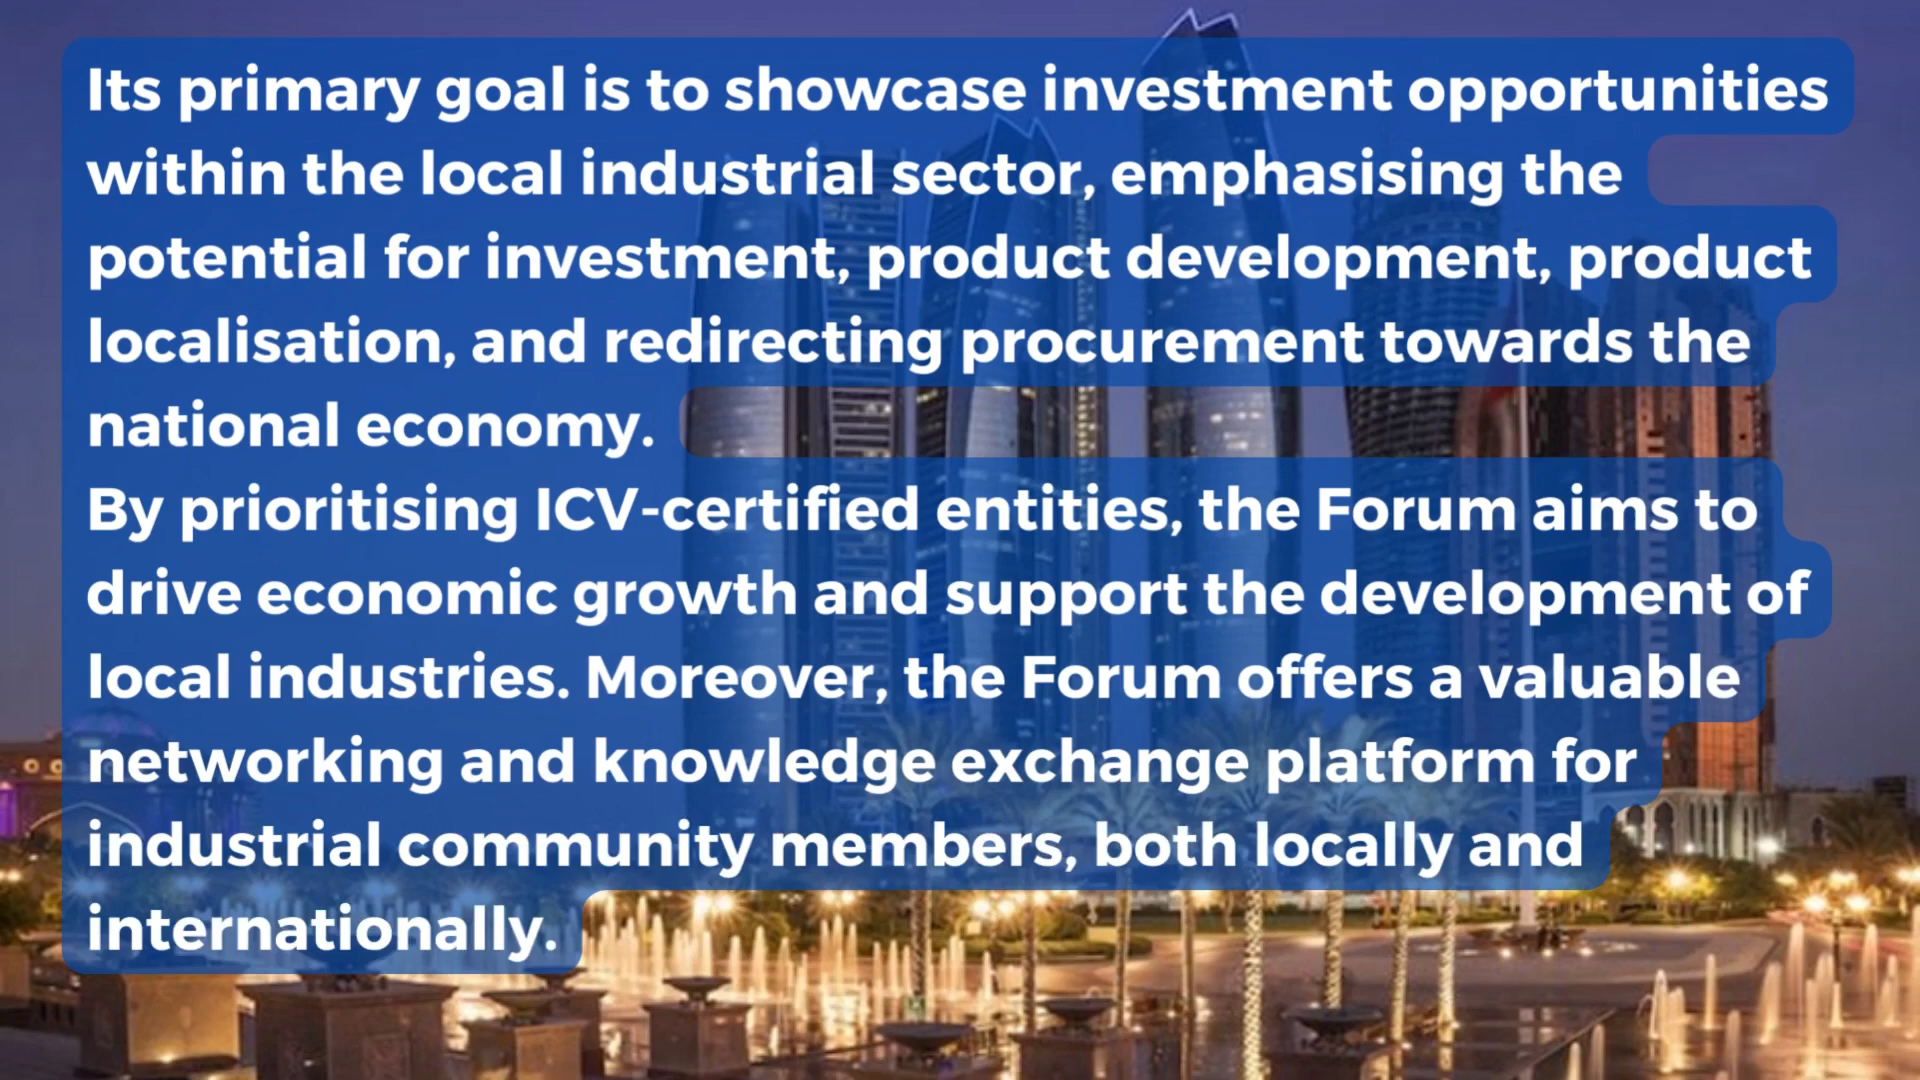 Its primary goal is to showcase investment opportunities
within the local industrial sector, emphasising the
potential for investment, product development, product
localisation, and redirecting procurement towards the
national economy.
By prioritising ICV-certified entities, the Forum aims to
drive economic growth and support the development of
local industries. Moreover, the Forum offers a valuable
networking and knowledge exchange platform for
industrial community members, both locally and
internationally.